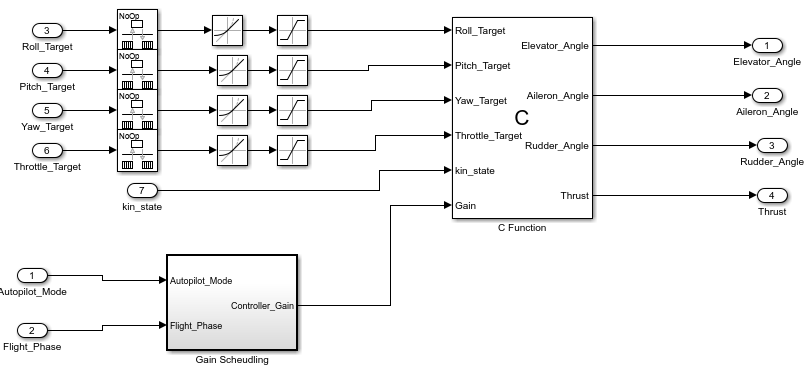 NoOp
3
Roll_Target
Roll_Target
Elevator_Angle
1
Elevator_Angle
NoOp
4
Pitch_Target
Pitch_Target
NoOp
5
Yaw_Target
Yaw_Target
Aileron_Angle
2
Aileron_Angle
C
NoOp
6
Throttle_Target
Throttle_Target
Rudder_Angle
3
Rudder_Angle
7
kin_state
kin_state
Thrust
4
Thrust
Gain
C Function
1
Autopilot_Mode
Autopilot_Mode
Controller_Gain
2
Flight_Phase
Flight_Phase
Gain Scheudling